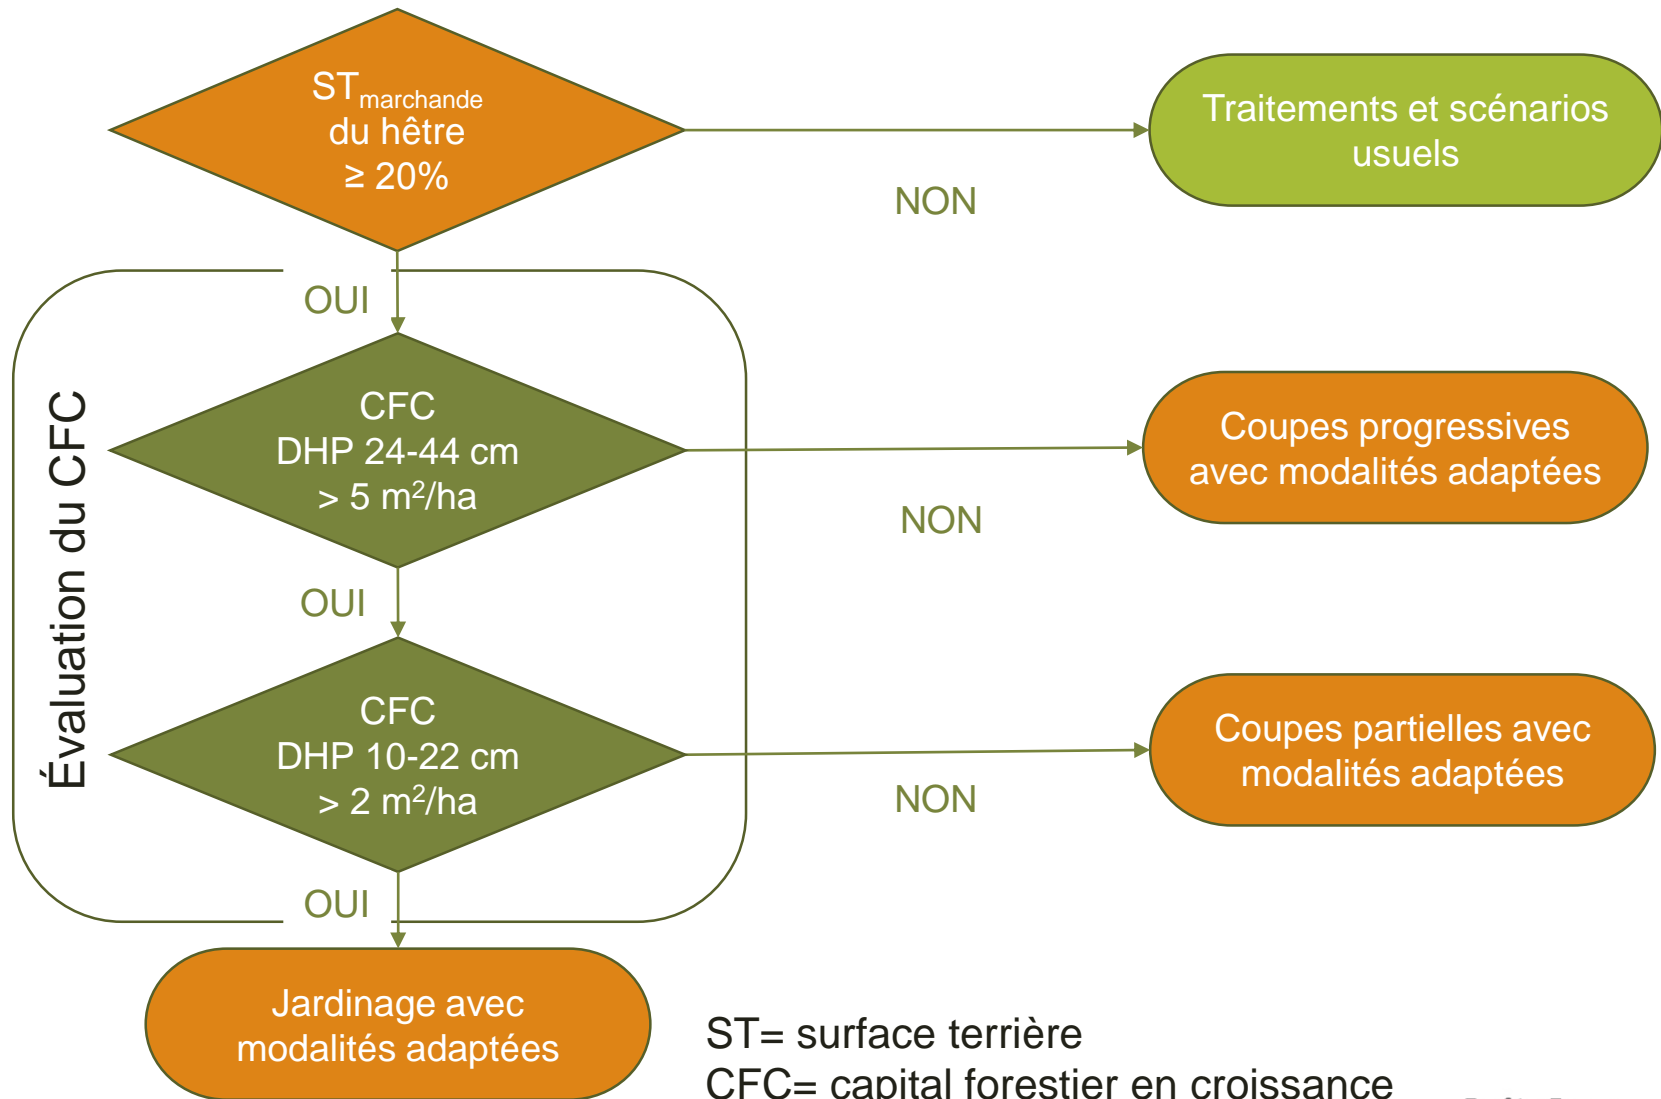 ST marchande
du hêtre
≥ 20%
Traitements et scénarios
usuels
NON
OUI
Évaluation du CFC
CFC
DHP 24-44 cm
> 5 m²/ha
Coupes progressives
avec modalités adaptées
NON
OUI
CFC
DHP 10-22 cm
> 2 m²/ha
Coupes partielles avec
modalités adaptées
NON
OUI
Jardinage avec
modalités adaptées
ST= surface terrière
CFC= capital forestier en croissance